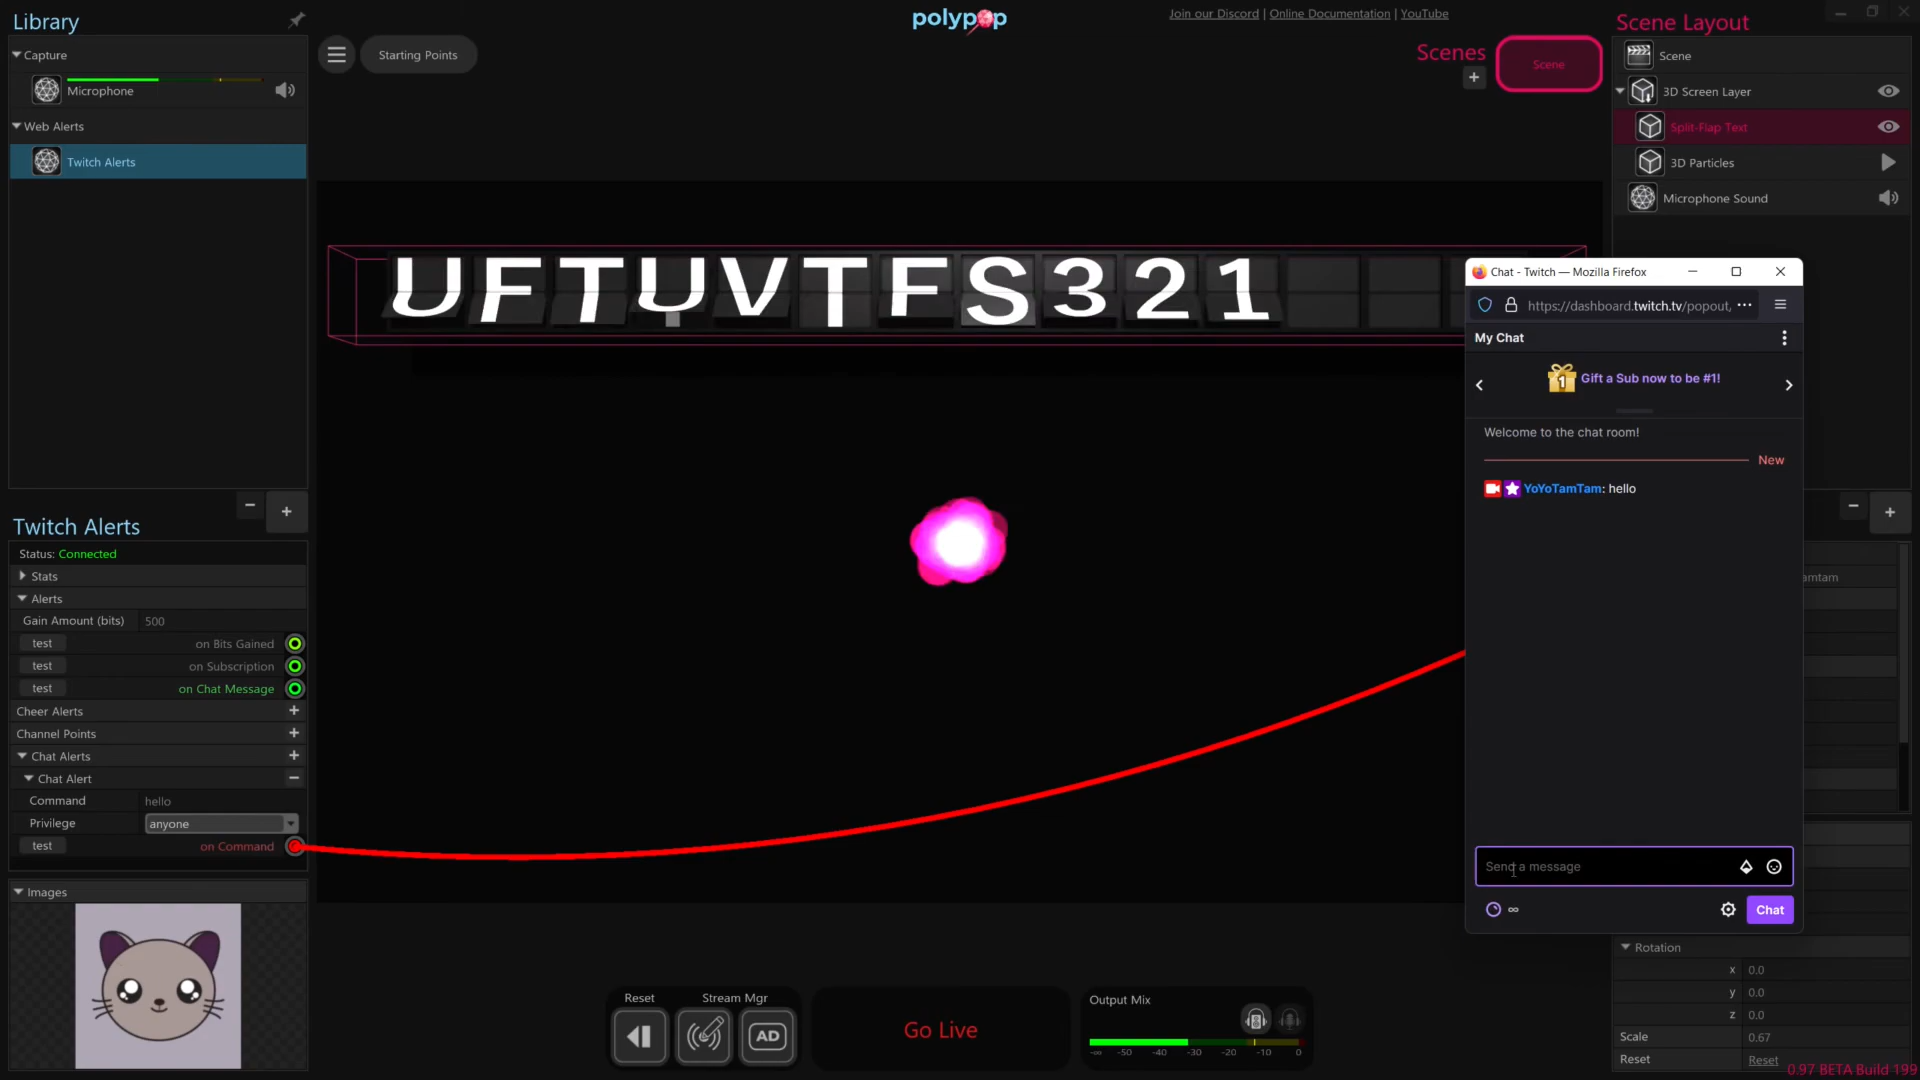 Library
Capture
Microphone
Web Alerts
Twitch Alerts
Twitch Alerts
Status: Connected
Stats
Alerts
Gain Amount (bits) 500
test on Bits Gained
test on Subscription
test on Chat Message
Cheer Alerts
Channel Points
Chat Alerts
Chat Alert
Command hello
Privilege anyone
test on Command
Images
Starting Points
polypop
Join our Discord | Online Documentation | YouTube
Scenes
Scene
UFTUVTFS321
Reset
Stream Mgr
AD
Go Live
Output Mix
-∞ -50 -40 -30 -20 -10 0
Scene Layout
Scene
3D Screen Layer
Split-Flap Text
3D Particles
Microphone Sound
Chat - Twitch — Mozilla Firefox
https://dashboard.twitch.tv/popout,
My Chat
1 Gift a Sub now to be #1!
Welcome to the chat room!
New
YoYoTamTam: hello
Send a message
∞
Chat
amtam
Rotation
x 0.0
y 0.0
z 0.0
Scale 0.67
Reset Reset
0.97 BETA Build 199